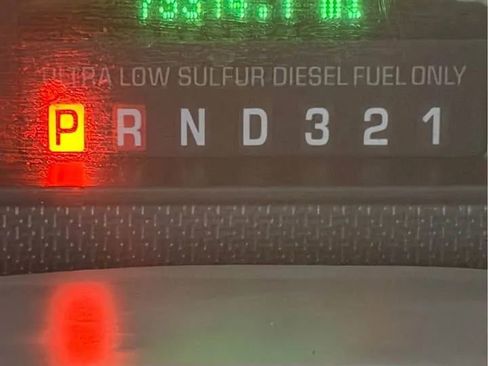 ULTRA LOW SULFUR DIESEL FUEL ONLY
P R N D 3 2 1